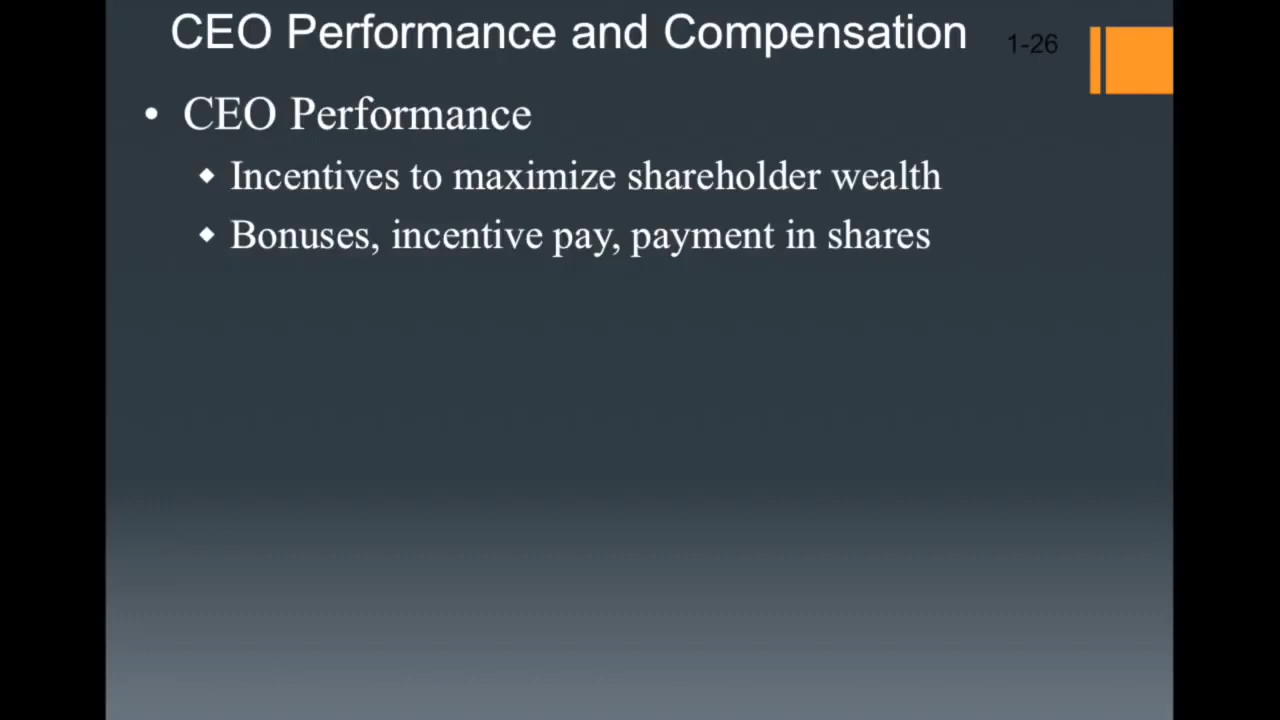 CEO Performance and Compensation
1-26
• CEO Performance
◆ Incentives to maximize shareholder wealth
◆ Bonuses, incentive pay, payment in shares